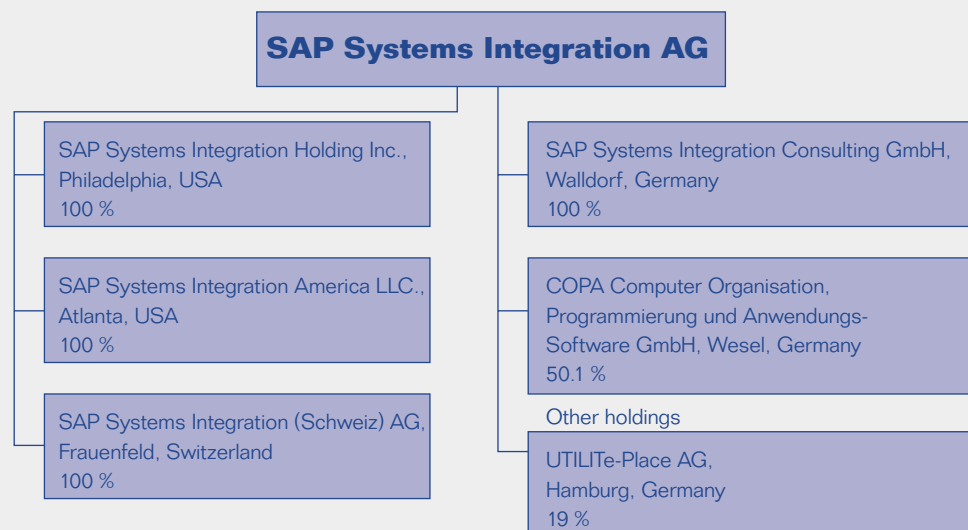 SAP Systems Integration AG
SAP Systems Integration Holding Inc.,
Philadelphia, USA
100 %
SAP Systems Integration America LLC.,
Atlanta, USA
100 %
SAP Systems Integration (Schweiz) AG,
Frauenfeld, Switzerland
100 %
SAP Systems Integration Consulting GmbH,
Walldorf, Germany
100 %
COPA Computer Organisation,
Programmierung und Anwendungs-
Software GmbH, Wesel, Germany
50.1 %
Other holdings
UTILITe-Place AG,
Hamburg, Germany
19 %